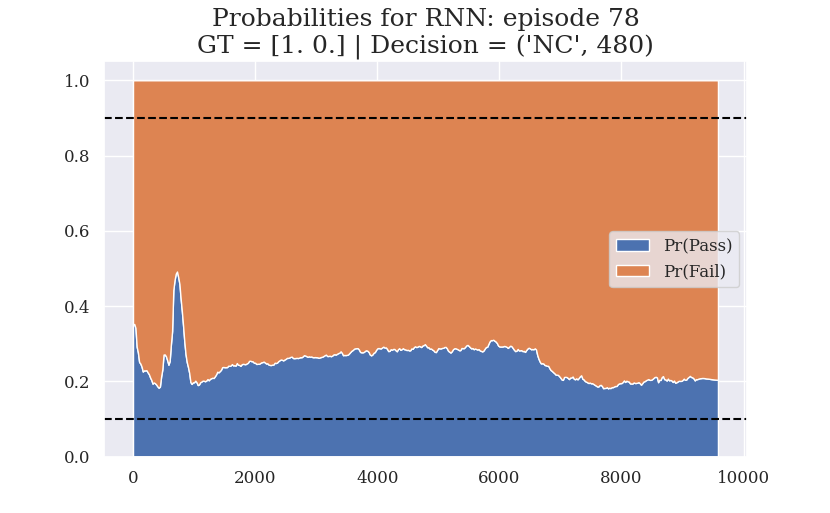 Probabilities for RNN: episode 78
GT = [1. 0.] | Decision = ('NC', 480)
1.0
0.8
0.6
0.4
0.2
0.0
Pr(Pass)
Pr(Fail)
0 2000 4000 6000 8000 10000